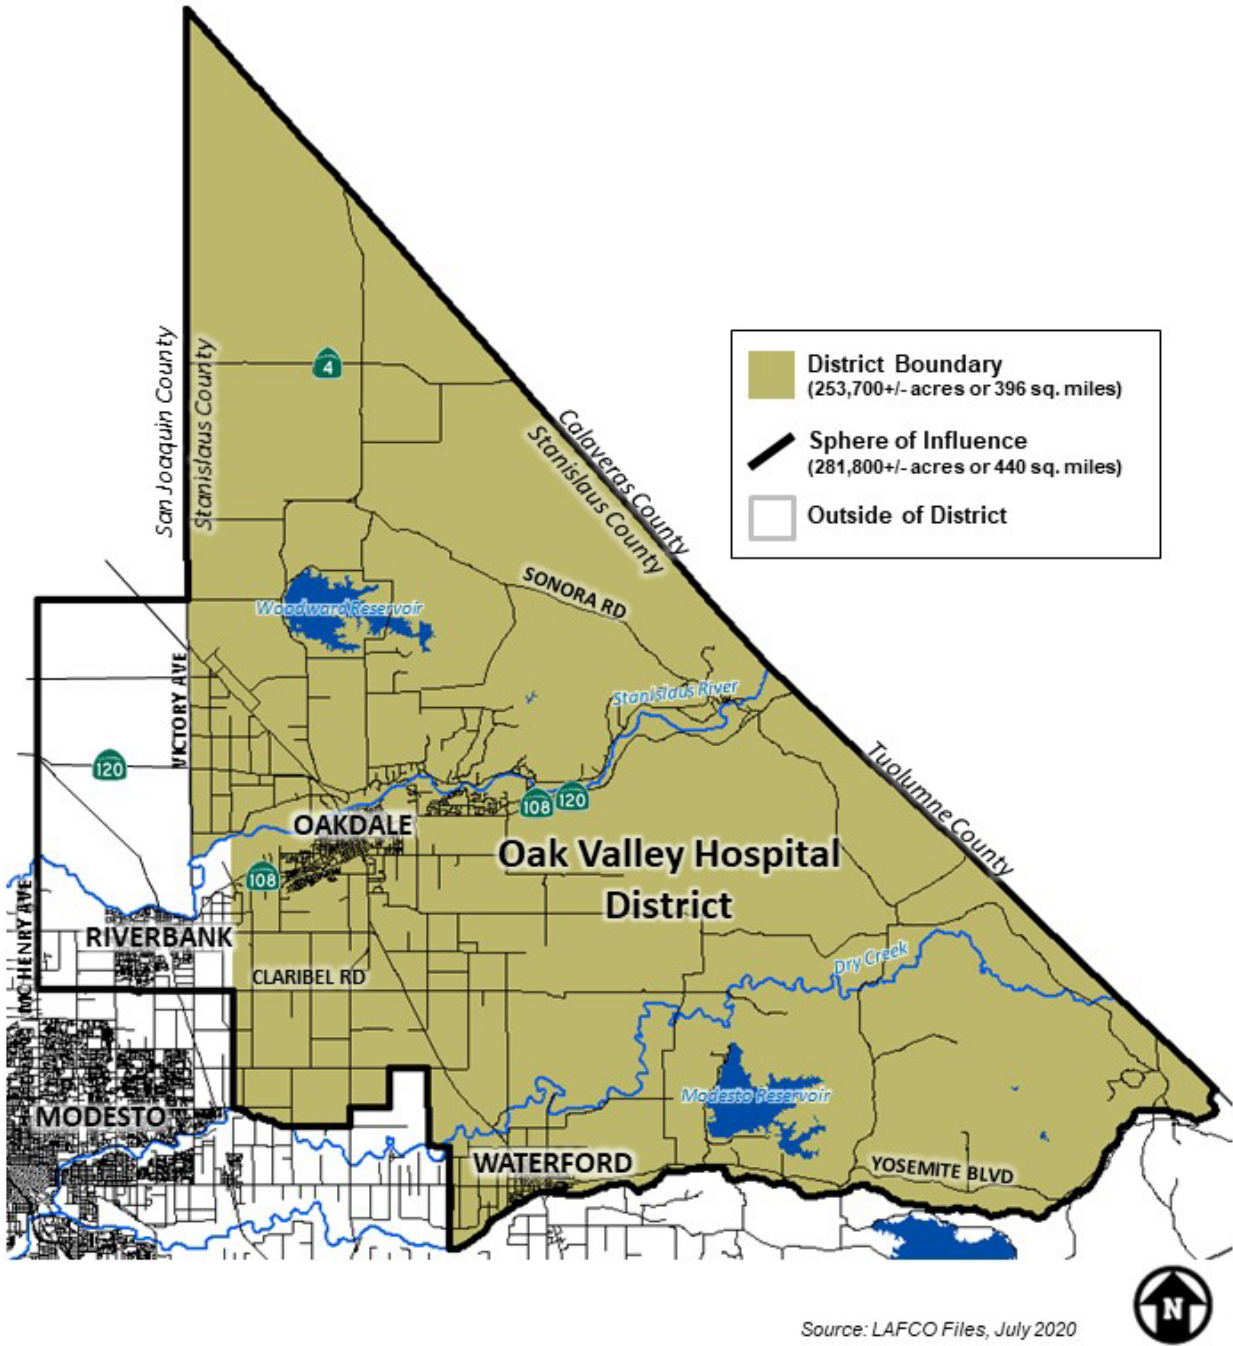 San Joaquin County
Stanislaus County
4
Calaveras County
Stanislaus County
District Boundary
(253,700+/- acres or 396 sq. miles)
Sphere of Influence
(281,800+/- acres or 440 sq. miles)
Outside of District
SONORA RD
Woodward Reservoir
VICTORY AVE
Stanislaus River
120
108
120
Tuolumne County
OAKDALE
Oak Valley Hospital
District
108
MC HENRY AVE
RIVERBANK
CLARIBEL RD
Dry Creek
MODESTO
Modesto Reservoir
WATERFORD
YOSEMITE BLVD
N
Source: LAFCO Files, July 2020